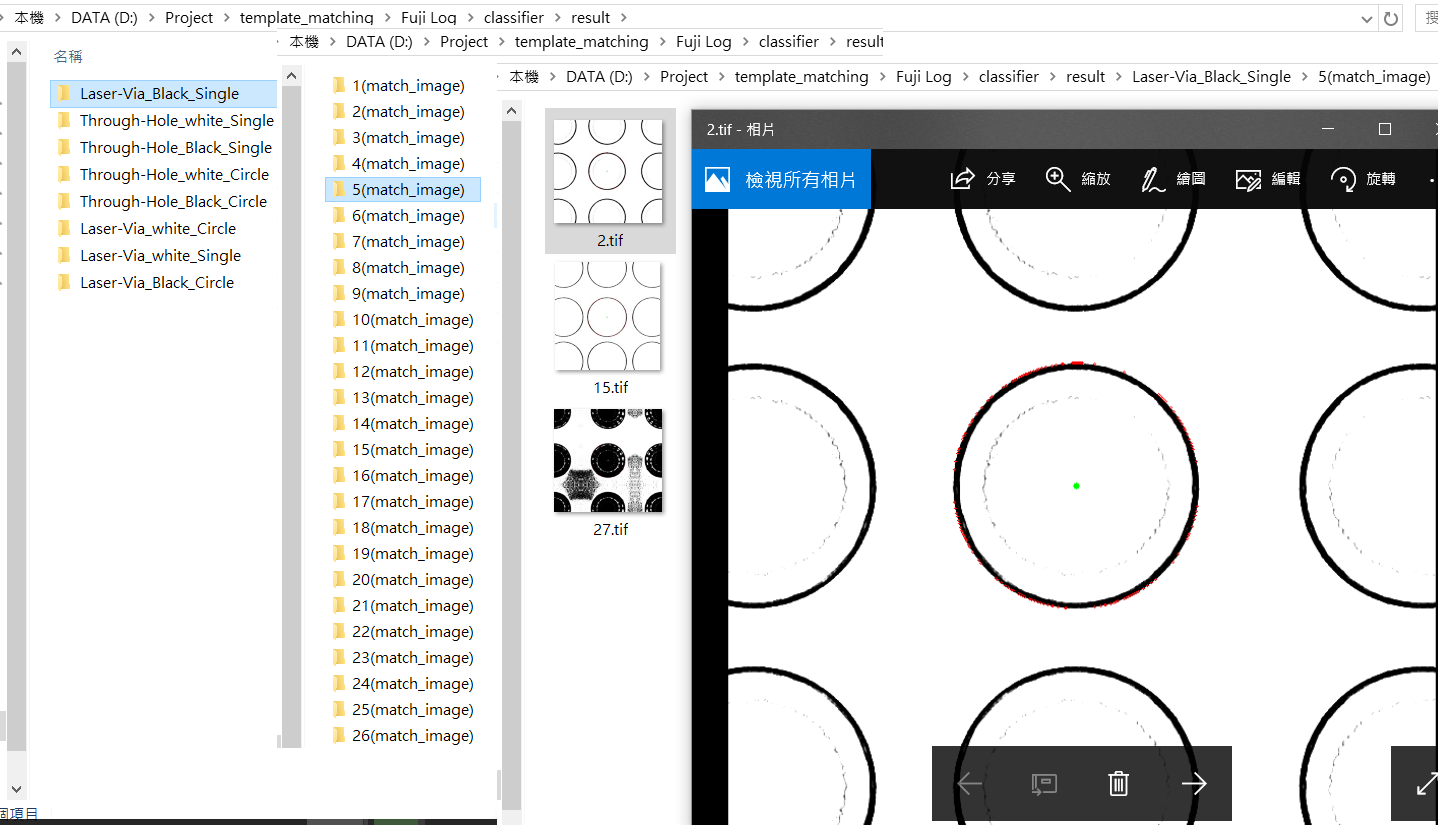 本機 > DATA (D:) > Project > template_matching > Fuji Log > classifier > result >
名稱
Laser-Via_Black_Single
Through-Hole_white_Single
Through-Hole_Black_Single
Through-Hole_white_Circle
Through-Hole_Black_Circle
Laser-Via_white_Circle
Laser-Via_white_Single
Laser-Via_Black_Circle
個項目
本機 > DATA (D:) > Project > template_matching > Fuji Log > classifier > result
1(match_image)
2(match_image)
3(match_image)
4(match_image)
5(match_image)
6(match_image)
7(match_image)
8(match_image)
9(match_image)
10(match_image)
11(match_image)
12(match_image)
13(match_image)
14(match_image)
15(match_image)
16(match_image)
17(match_image)
18(match_image)
19(match_image)
20(match_image)
21(match_image)
22(match_image)
23(match_image)
24(match_image)
25(match_image)
26(match_image)
本機 > DATA (D:) > Project > template_matching > Fuji Log > classifier > result > Laser-Via_Black_Single > 5(match_image)
2.tif
15.tif
27.tif
2.tif - 相片
檢視所有相片 分享 縮放 繪圖 編輯 旋轉